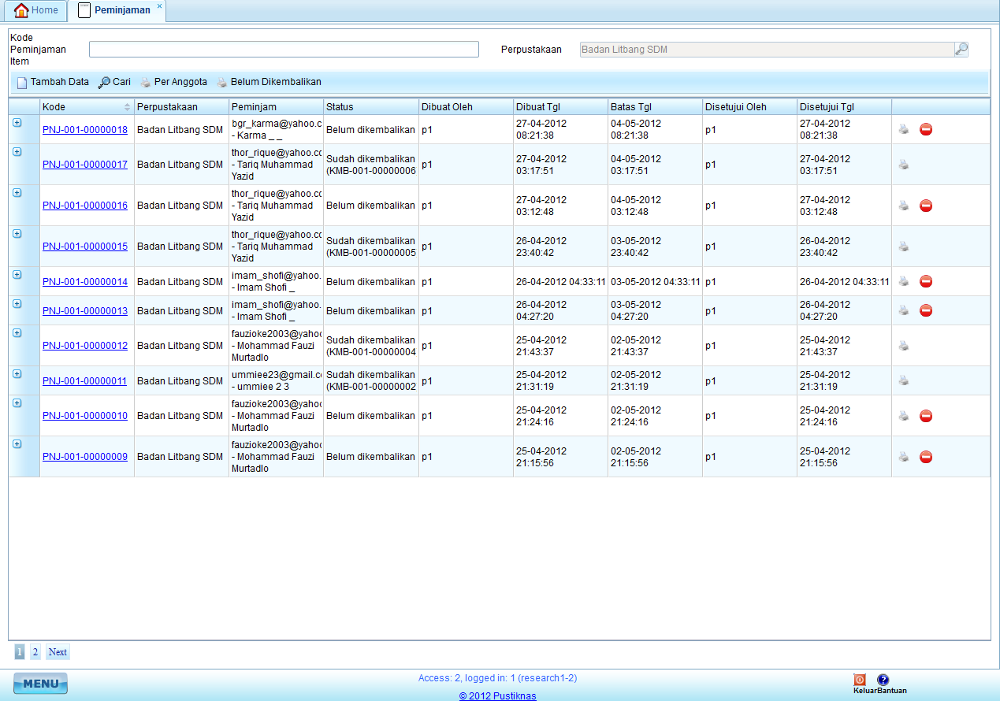 Home
Peminjaman
Kode
Peminjaman
Item
Perpustakaan
Badan Litbang SDM
Tambah Data Cari Per Anggota Belum Dikembalikan
Kode Perpustakaan Peminjam Status Dibuat Oleh Dibuat Tgl Batas Tgl Disetujui Oleh Disetujui Tgl
PNJ-001-00000018 Badan Litbang SDM bgr_karma@yahoo.c - Karma _ _ Belum dikembalikan p1 27-04-2012 08:21:38 04-05-2012 08:21:38 p1 27-04-2012 08:21:38
PNJ-001-00000017 Badan Litbang SDM thor_rique@yahoo.co - Tariq Muhammad Yazid Sudah dikembalikan (KMB-001-00000006 p1 27-04-2012 03:17:51 04-05-2012 03:17:51 p1 27-04-2012 03:17:51
PNJ-001-00000016 Badan Litbang SDM thor_rique@yahoo.co - Tariq Muhammad Yazid Belum dikembalikan p1 27-04-2012 03:12:48 04-05-2012 03:12:48 p1 27-04-2012 03:12:48
PNJ-001-00000015 Badan Litbang SDM thor_rique@yahoo.co - Tariq Muhammad Yazid Sudah dikembalikan (KMB-001-00000005 p1 26-04-2012 23:40:42 03-05-2012 23:40:42 p1 26-04-2012 23:40:42
PNJ-001-00000014 Badan Litbang SDM imam_shofi@yahoo. - Imam Shofi _ Belum dikembalikan p1 26-04-2012 04:33:11 03-05-2012 04:33:11 p1 26-04-2012 04:33:11
PNJ-001-00000013 Badan Litbang SDM imam_shofi@yahoo. - Imam Shofi _ Belum dikembalikan p1 26-04-2012 04:27:20 03-05-2012 04:27:20 p1 26-04-2012 04:27:20
PNJ-001-00000012 Badan Litbang SDM fauzioke2003@yahoo - Mohammad Fauzi Murtadlo Sudah dikembalikan (KMB-001-00000004 p1 25-04-2012 21:43:37 02-05-2012 21:43:37 p1 25-04-2012 21:43:37
PNJ-001-00000011 Badan Litbang SDM ummiee23@gmail.co - ummiee 2 3 Sudah dikembalikan (KMB-001-00000002 p1 25-04-2012 21:31:19 02-05-2012 21:31:19 p1 25-04-2012 21:31:19
PNJ-001-00000010 Badan Litbang SDM fauzioke2003@yahoo - Mohammad Fauzi Murtadlo Belum dikembalikan p1 25-04-2012 21:24:16 02-05-2012 21:24:16 p1 25-04-2012 21:24:16
PNJ-001-00000009 Badan Litbang SDM fauzioke2003@yahoo - Mohammad Fauzi Murtadlo Belum dikembalikan p1 25-04-2012 21:15:56 02-05-2012 21:15:56 p1 25-04-2012 21:15:56
1 2 Next
MENU
Access: 2, logged in: 1 (research1-2)
© 2012 Pustiknas
Keluar Bantuan